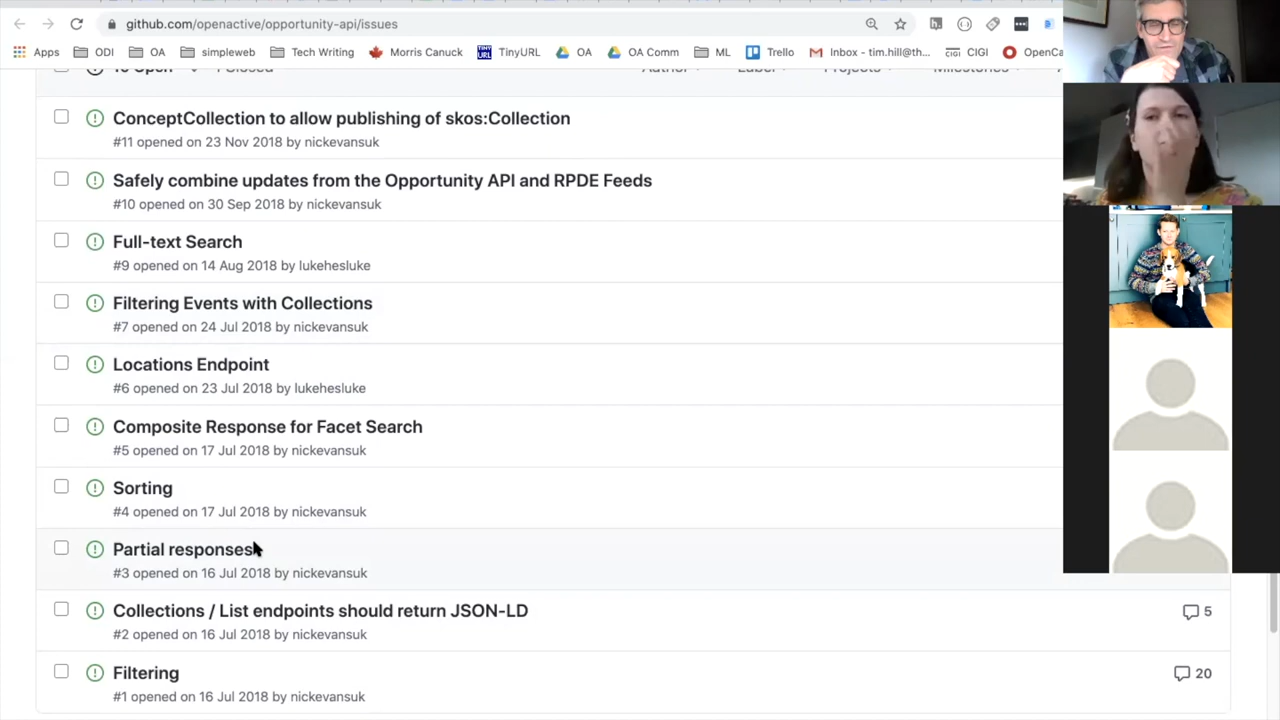 github.com/openactive/opportunity-api/issues
Apps ODI OA simpleweb Tech Writing Morris Canuck TinyURL OA OA Comm ML Trello Inbox - tim.hill@th... CIGI OpenCa
ConceptCollection to allow publishing of skos:Collection
#11 opened on 23 Nov 2018 by nickevansuk
Safely combine updates from the Opportunity API and RPDE Feeds
#10 opened on 30 Sep 2018 by nickevansuk
Full-text Search
#9 opened on 14 Aug 2018 by lukehesluke
Filtering Events with Collections
#7 opened on 24 Jul 2018 by nickevansuk
Locations Endpoint
#6 opened on 23 Jul 2018 by lukehesluke
Composite Response for Facet Search
#5 opened on 17 Jul 2018 by nickevansuk
Sorting
#4 opened on 17 Jul 2018 by nickevansuk
Partial responses
#3 opened on 16 Jul 2018 by nickevansuk
Collections / List endpoints should return JSON-LD
5
#2 opened on 16 Jul 2018 by nickevansuk
Filtering
20
#1 opened on 16 Jul 2018 by nickevansuk